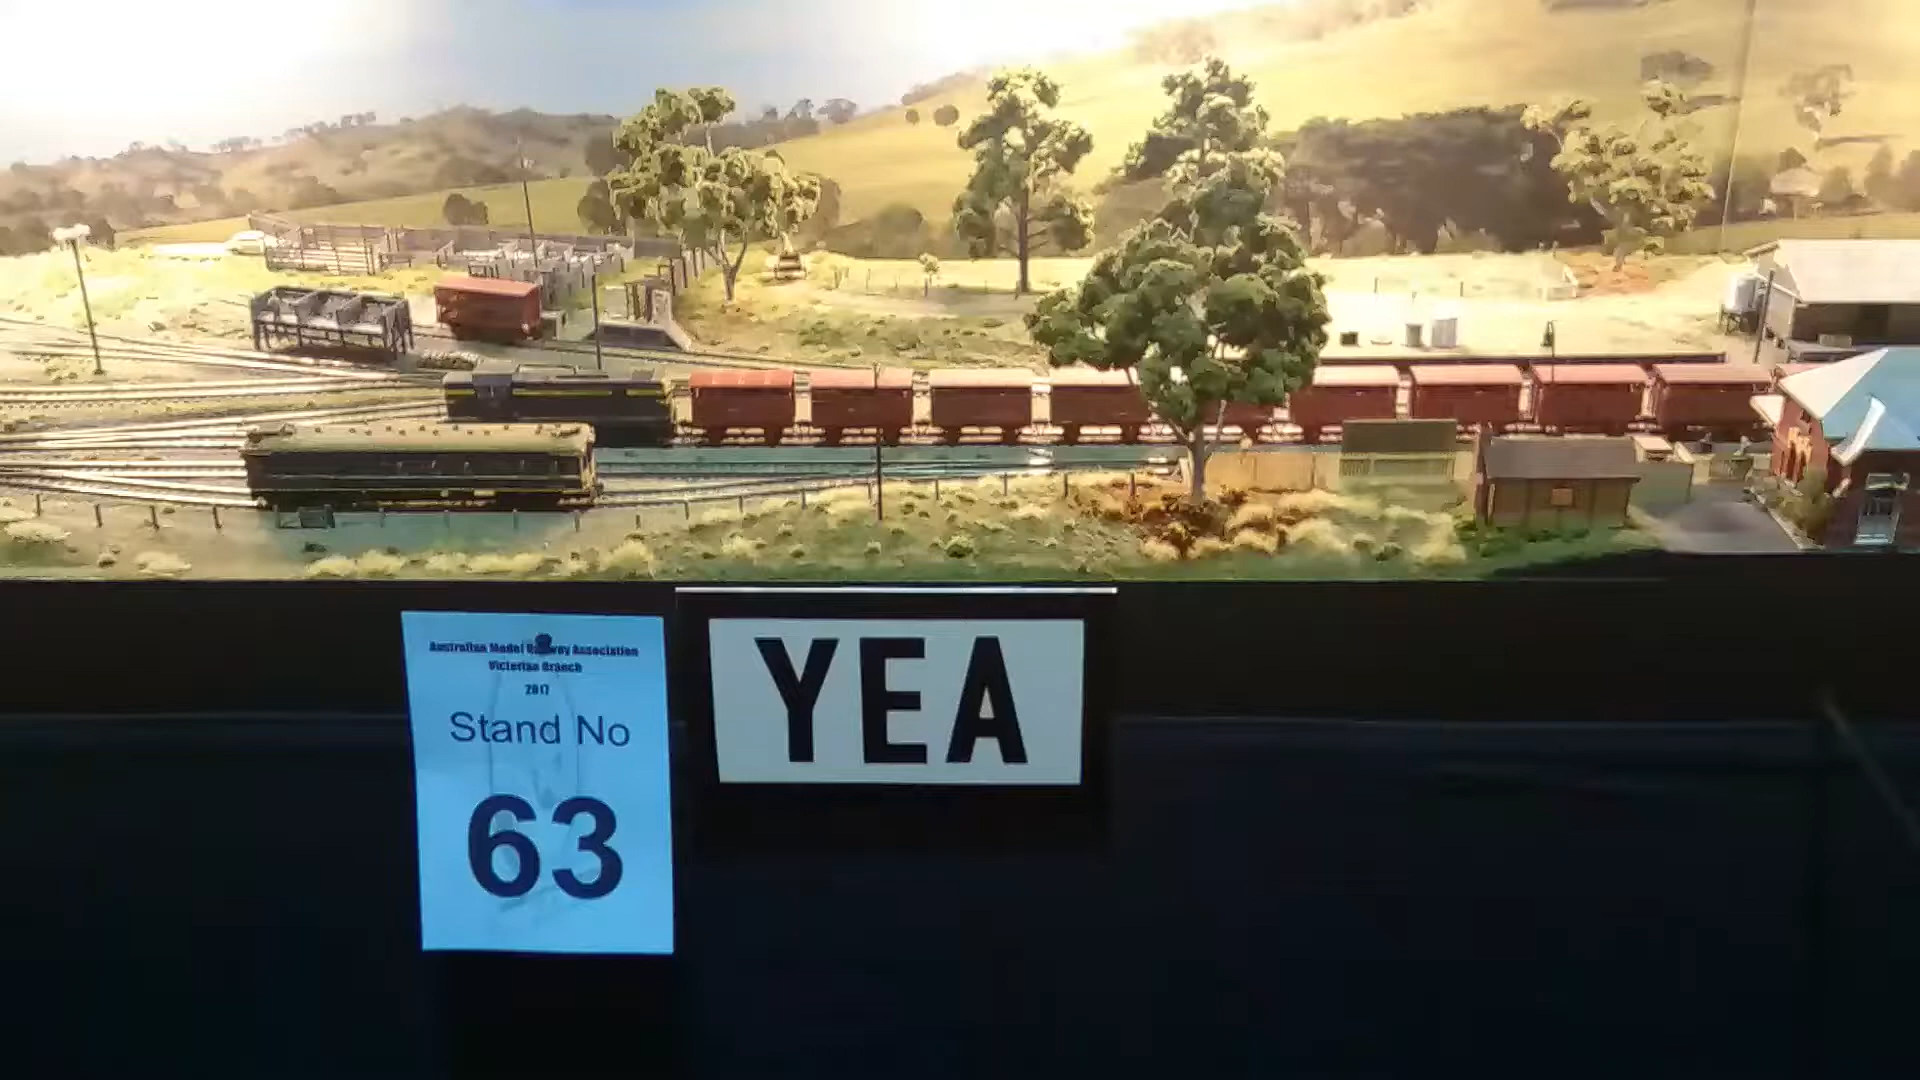 Australian Model Railway Association
Victorian Branch
2017
Stand No
63
YEA